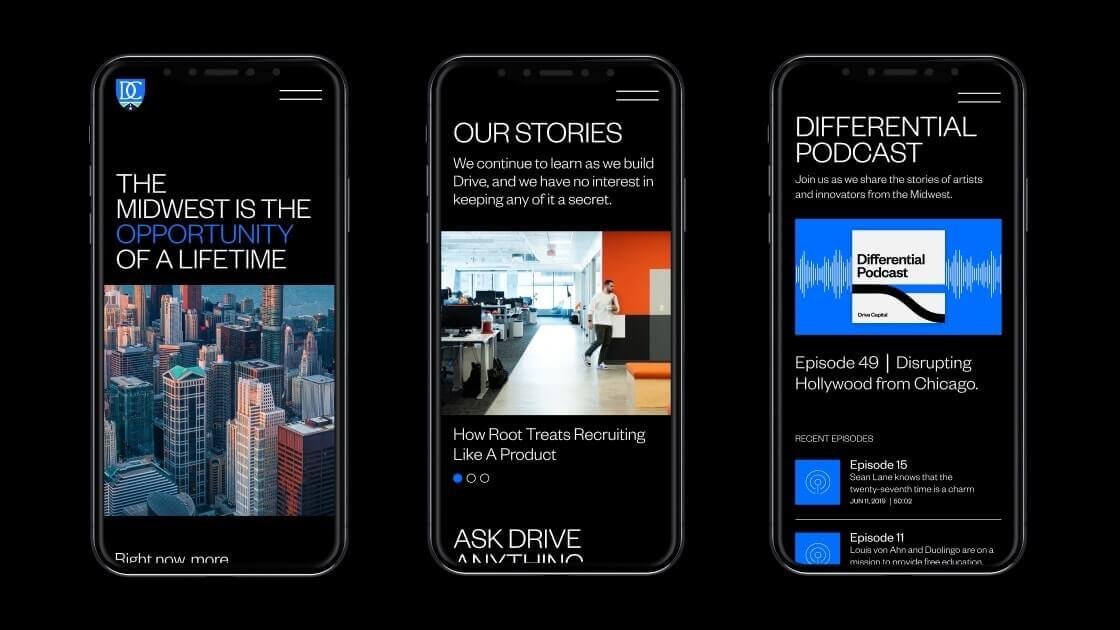 DC
THE
MIDWEST IS THE
OPPORTUNITY
OF A LIFETIME
Right now, more
OUR STORIES
We continue to learn as we build
Drive, and we have no interest in
keeping any of it a secret.
How Root Treats Recruiting
Like A Product
ASK DRIVE
ANYTHING
DIFFERENTIAL
PODCAST
Join us as we share the stories of artists
and innovators from the Midwest.
Differential
Podcast
Drive Capital
Episode 49 | Disrupting
Hollywood from Chicago.
RECENT EPISODES
Episode 15
Sean Lane knows that the
twenty-seventh time is a charm
JUN 11, 2019 | 50:02
Episode 11
Louis von Ahn and Duolingo are on a
mission to provide free education,